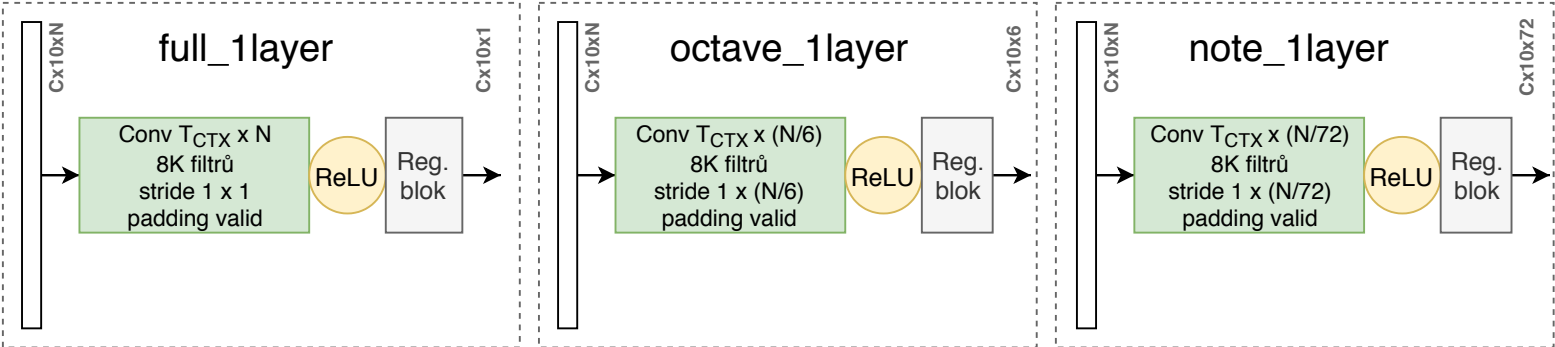 full_1layer
Cx10xN
Cx10x1
Conv T_CTX x N
8K filtrů
stride 1 x 1
padding valid
ReLU
Reg.
blok
octave_1layer
Cx10xN
Cx10x6
Conv T_CTX x (N/6)
8K filtrů
stride 1 x (N/6)
padding valid
ReLU
Reg.
blok
note_1layer
Cx10xN
Cx10x72
Conv T_CTX x (N/72)
8K filtrů
stride 1 x (N/72)
padding valid
ReLU
Reg.
blok